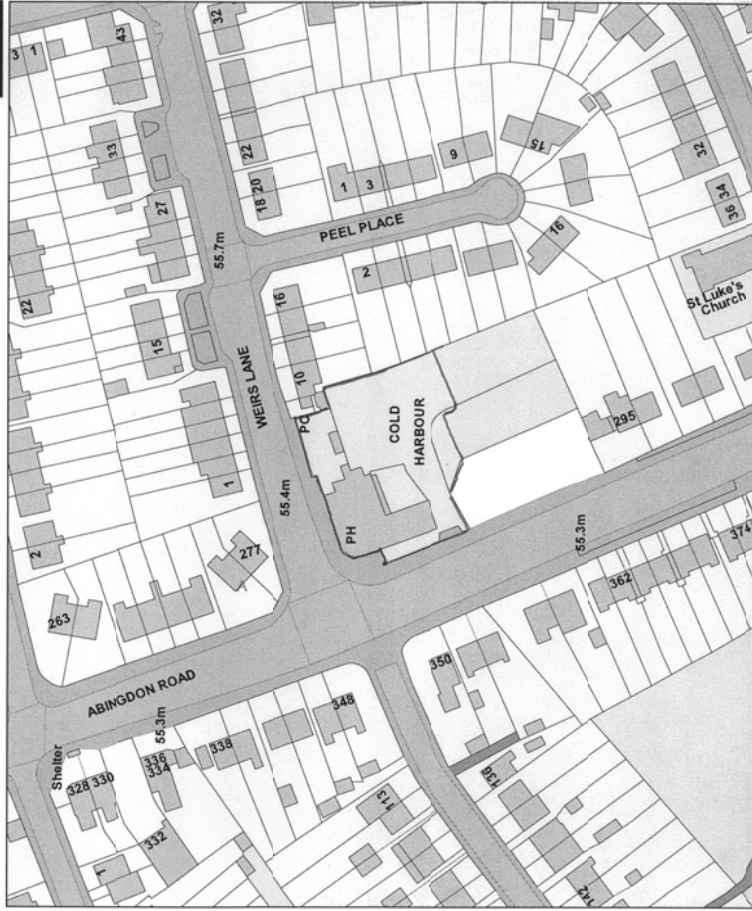 3 1
43
32
33
22
27
18 20
22
1
3
9
15
32
34
36
PEEL PLACE
55.7m
2
16
St Luke's
Church
15
WEIRS LANE
16
10
PO
COLD
HARBOUR
295
2
1
55.4m
PH
277
263
55.3m
362
374
ABINGDON ROAD
350
348
Shelter
55.3m
338
336
334
328 330
332
1
113
136
142